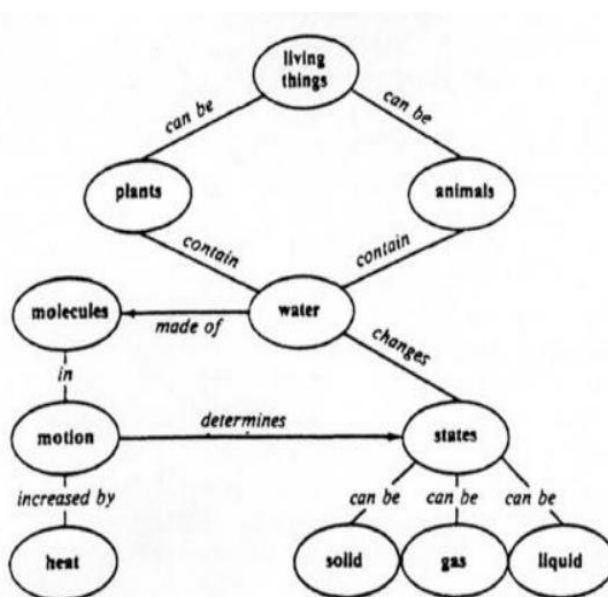 living
things
can be
can be
plants
animals
contain
contain
molecules
made of
water
changes
in
motion
determines
states
increased by
can be
can be
can be
heat
solid
gas
liquid